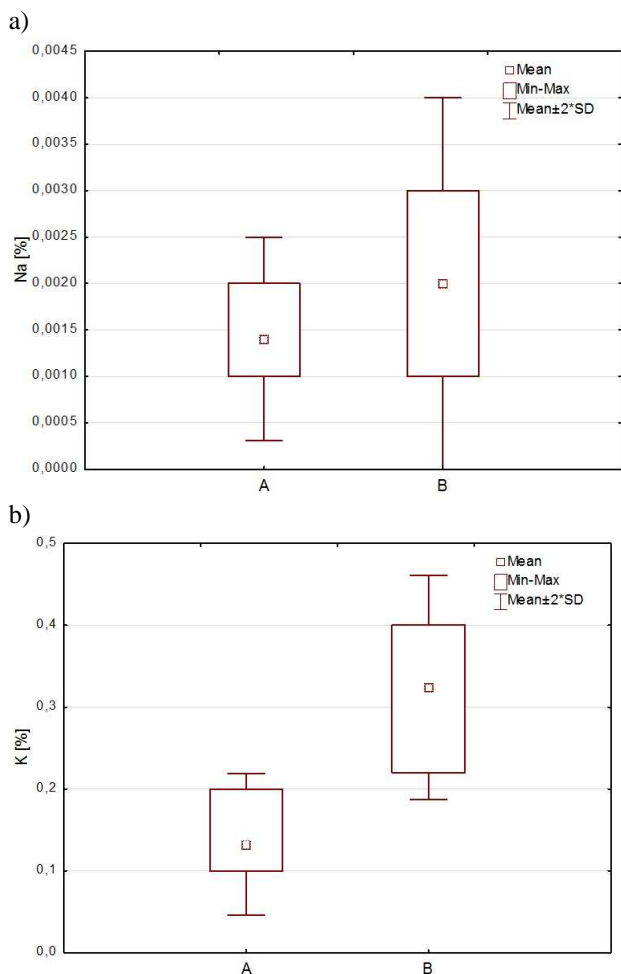 a)
0,0045
0,0040
0,0035
0,0030
0,0025
0,0020
0,0015
0,0010
0,0005
0,0000
Na [%]
Mean
Min-Max
Mean±2*SD
A B
b)
0,5
0,4
0,3
0,2
0,1
0,0
K [%]
Mean
Min-Max
Mean±2*SD
A B